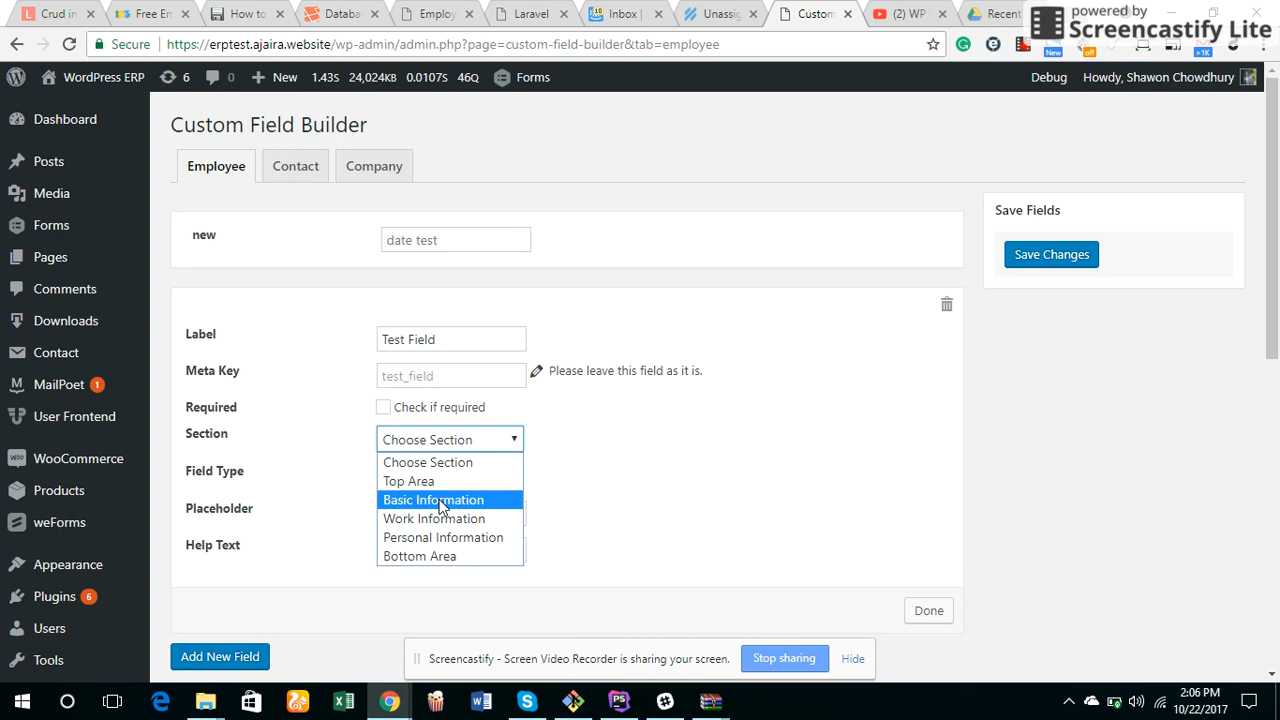 Crud in
Free Em
How to
Datab
Employ
Laravel
Inbox |
Unassig
Custom
(2) WP
Recent
powered by
Screencastify Lite
Secure https://erptest.ajaira.website/wp-admin/admin.php?page=custom-field-builder&tab=employee
New
off
>1K
WordPress ERP 6 0 New 1.43S 24,024KB 0.0107S 46Q Forms Debug Howdy, Shawon Chowdhury
Dashboard
Posts
Media
Forms
Pages
Comments
Downloads
Contact
MailPoet 1
User Frontend
WooCommerce
Products
weForms
Appearance
Plugins 6
Users
Tools
Custom Field Builder
Employee Contact Company
new date test
Label Test Field
Meta Key test_field Please leave this field as it is.
Required Check if required
Section Choose Section
Choose Section
Top Area
Basic Information
Work Information
Personal Information
Bottom Area
Field Type
Placeholder
Help Text
Done
Add New Field
Save Fields
Save Changes
Screencastify - Screen Video Recorder is sharing your screen. Stop sharing Hide
2:06 PM
10/22/2017